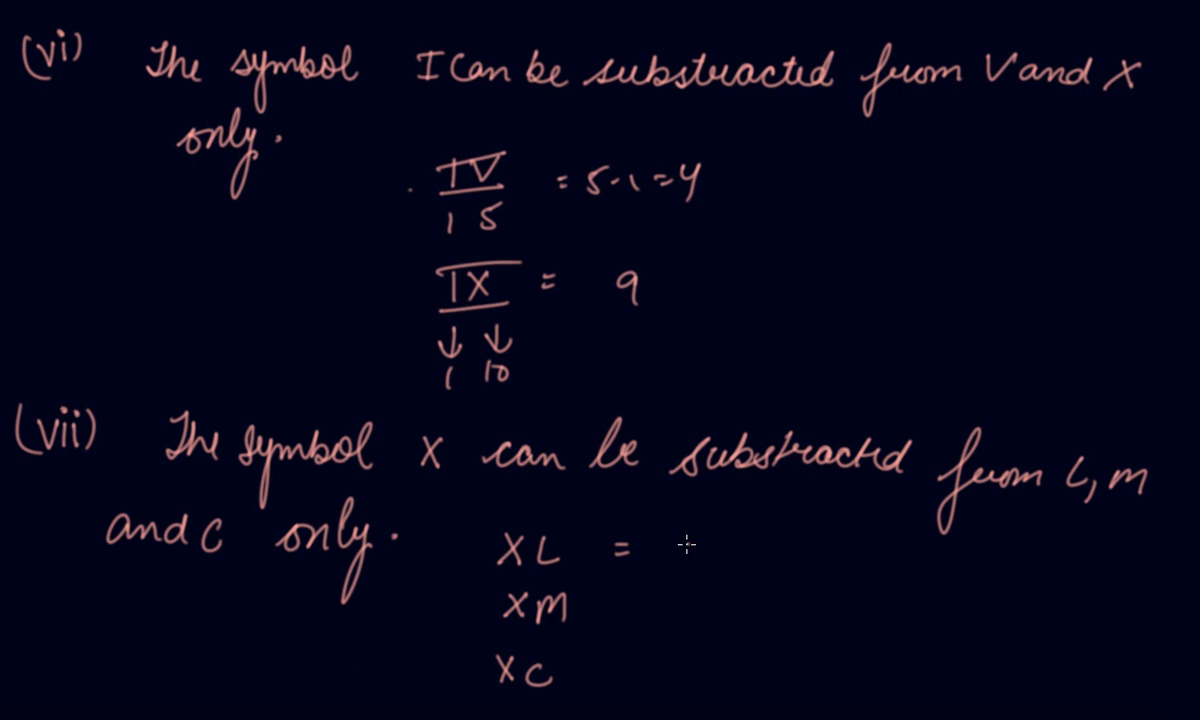 (vi) The symbol I can be substracted from V and X
only.
IV = 5-1=4
1 5
IX = 9
↓ ↓
1 10
(vii) The symbol X can be substracted from L, M
and C only.
XL =
XM
XC